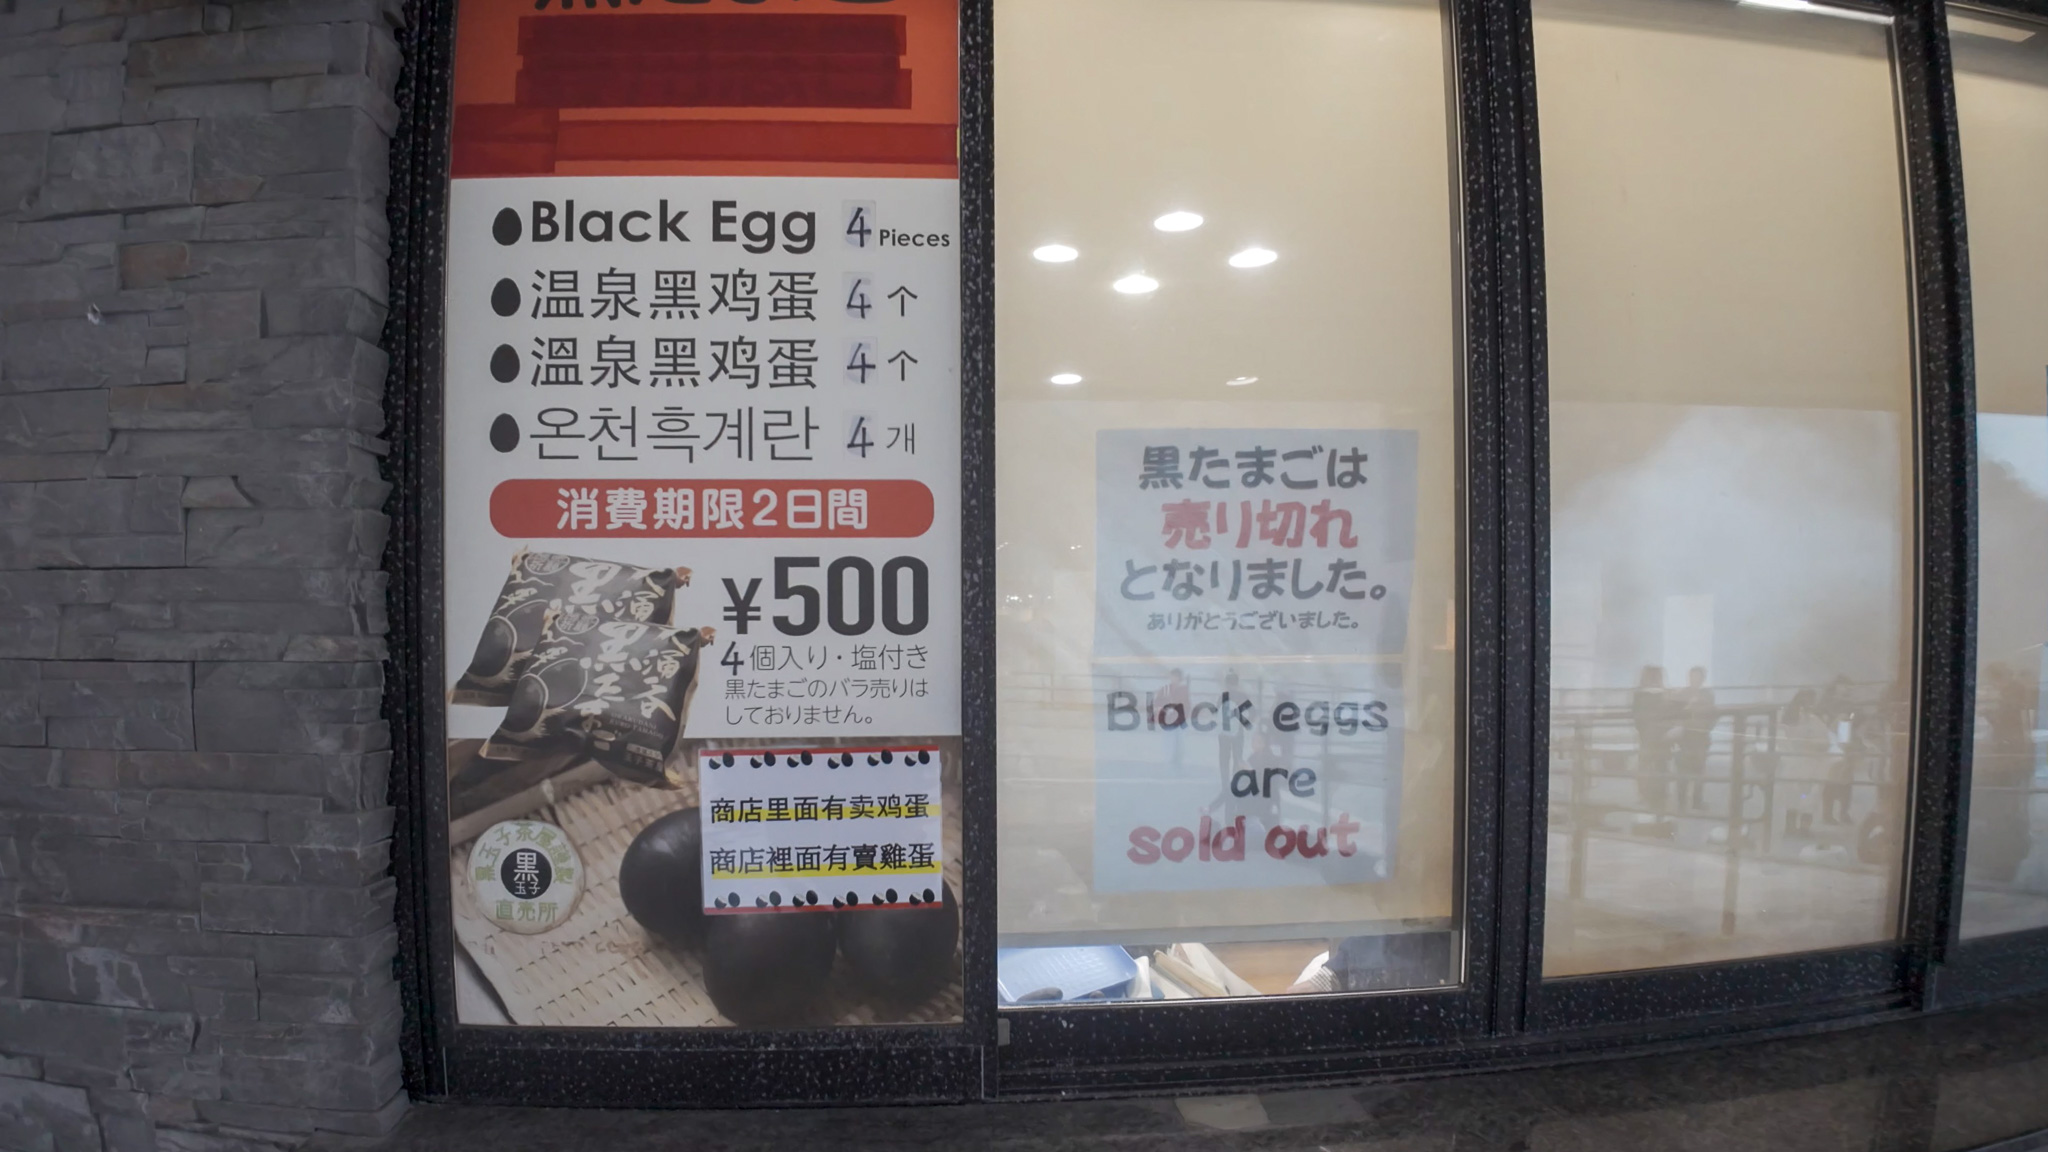 Black Egg 4 Pieces
温泉黑鸡蛋 4 个
溫泉黑鸡蛋 4 个
온천흑계란 4 개
消費期限2日間
¥500
4個入り・塩付き
黒たまごのバラ売りは
しておりません。
商店里面有卖鸡蛋
商店裡面有賣雞蛋
黒
玉子
直売所
黒たまごは
売り切れ
となりました。
ありがとうございました。
Black eggs
are
sold out